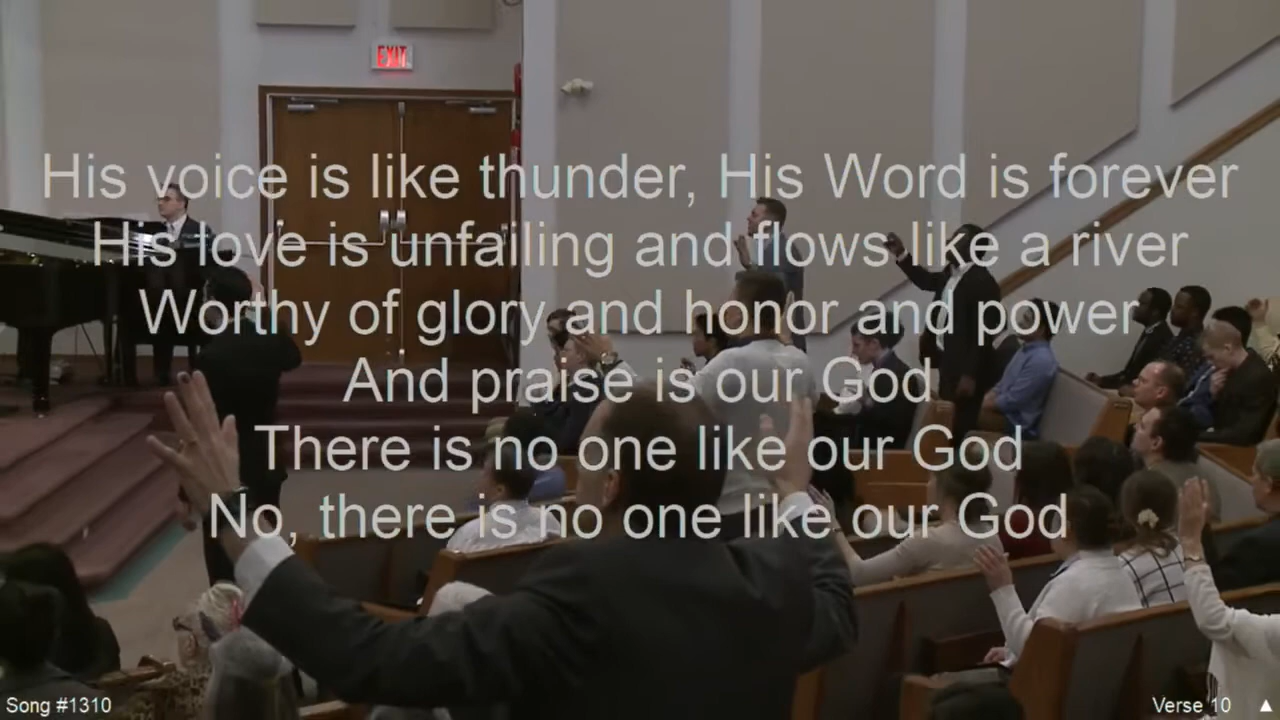 EXIT
His voice is like thunder, His Word is forever
His love is unfailing and flows like a river
Worthy of glory and honor and power
And praise is our God
There is no one like our God
No, there is no one like our God
Song #1310
Verse 10 ▲